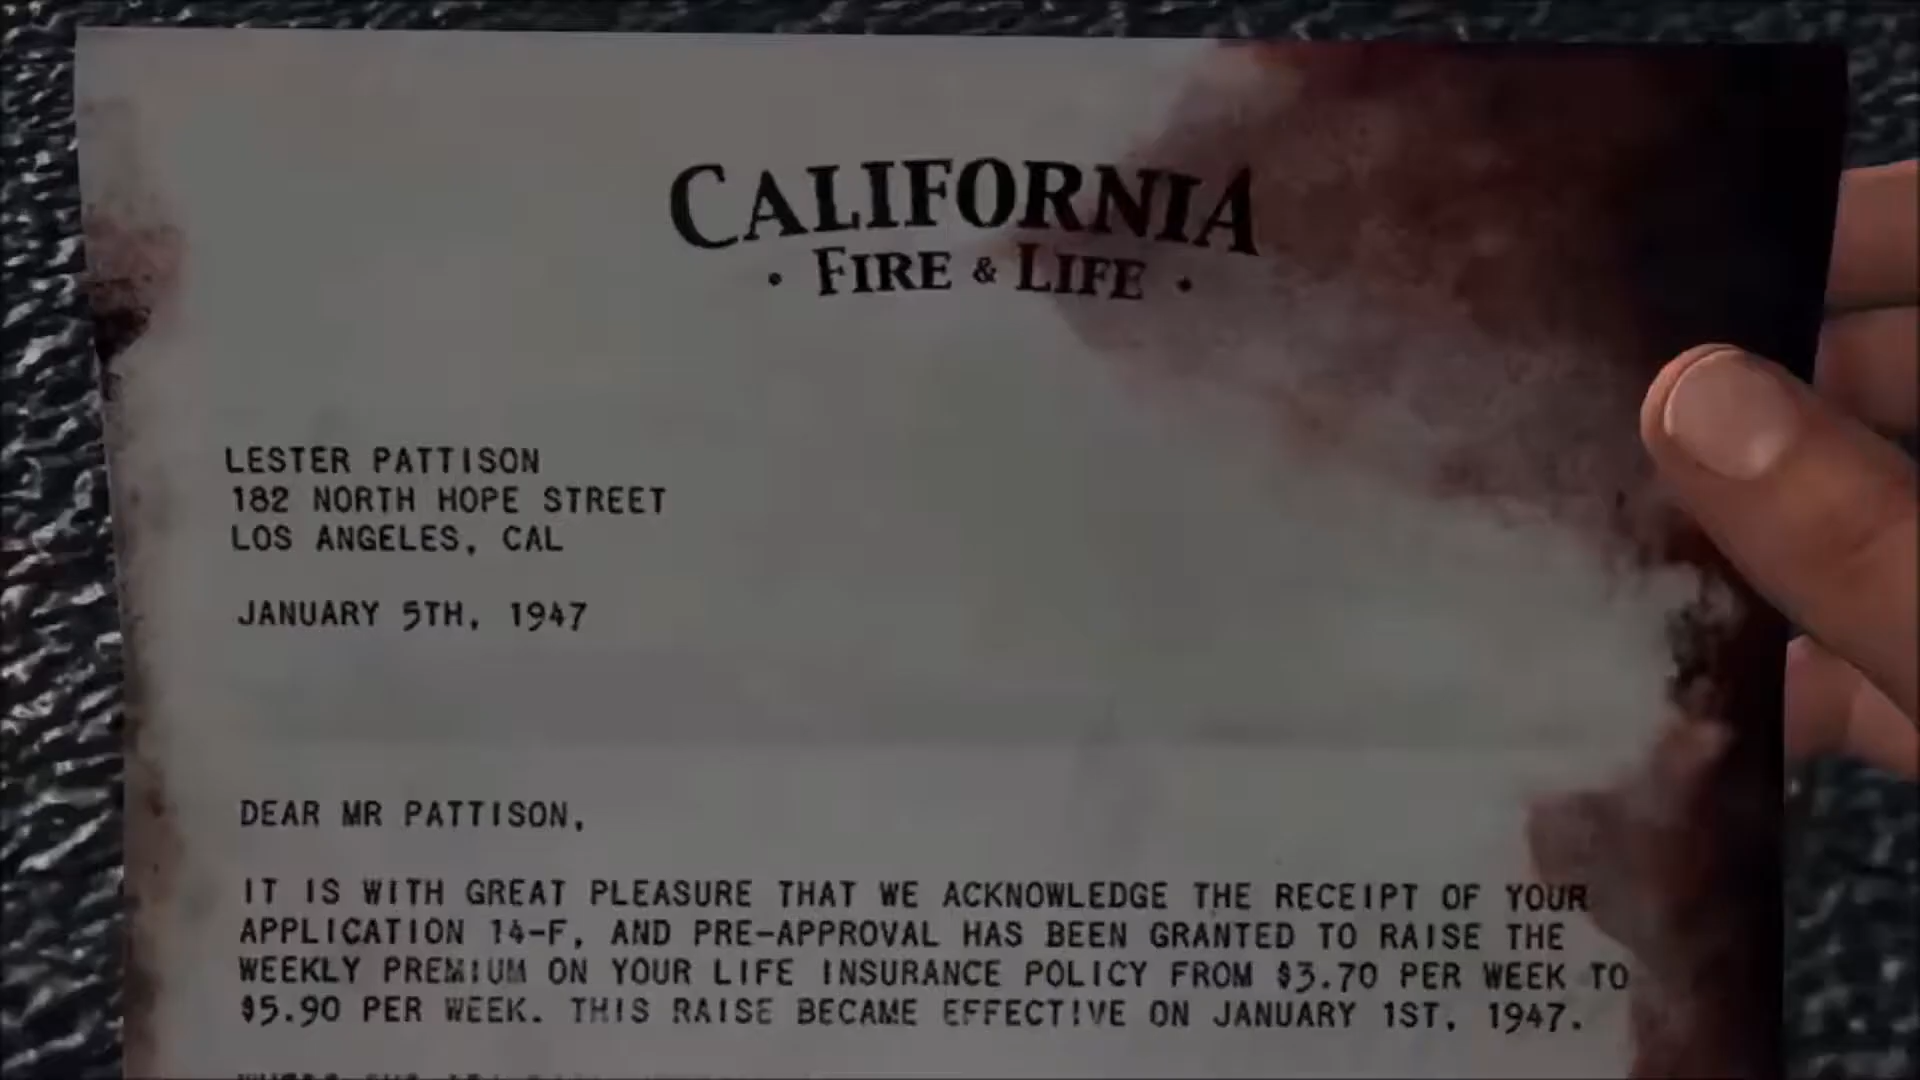 CALIFORNIA
· FIRE & LIFE ·
LESTER PATTISON
182 NORTH HOPE STREET
LOS ANGELES, CAL
JANUARY 5TH, 1947
DEAR MR PATTISON,
IT IS WITH GREAT PLEASURE THAT WE ACKNOWLEDGE THE RECEIPT OF YOUR
APPLICATION 14-F, AND PRE-APPROVAL HAS BEEN GRANTED TO RAISE THE
WEEKLY PREMIUM ON YOUR LIFE INSURANCE POLICY FROM $3.70 PER WEEK TO
$5.90 PER WEEK. THIS RAISE BECAME EFFECTIVE ON JANUARY 1ST, 1947.